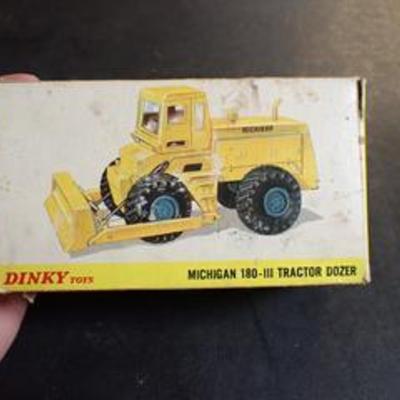 MICHIGAN
DINKY TOYS
MICHIGAN 180-III TRACTOR DOZER